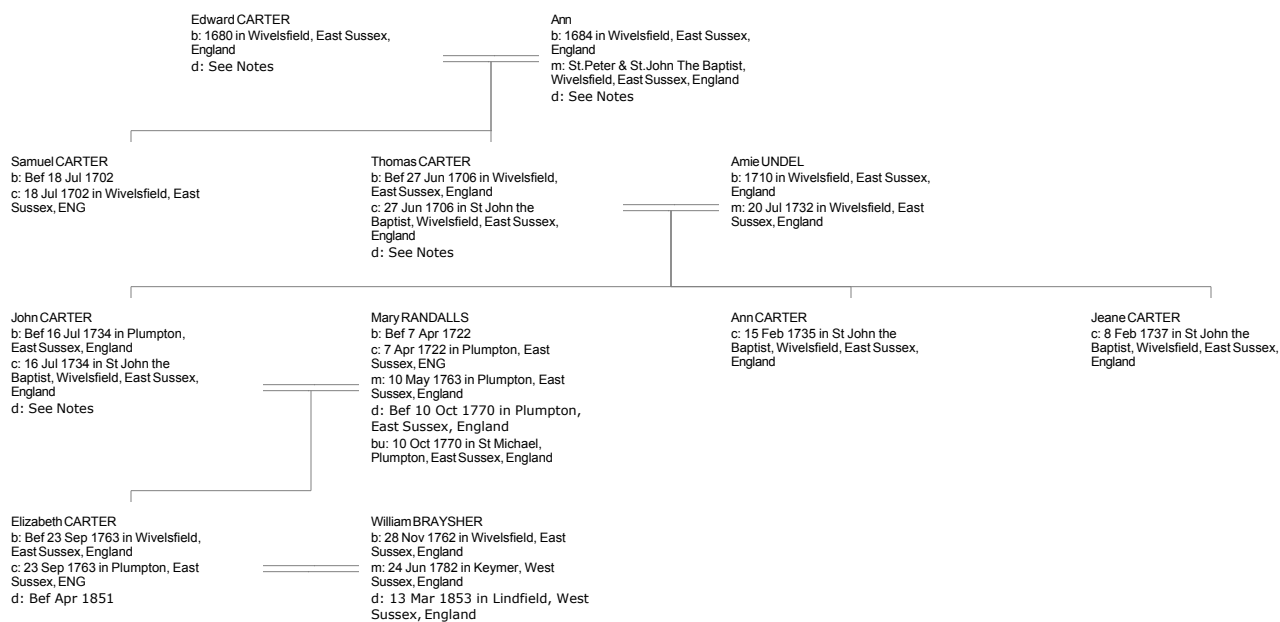 Edward CARTER
b: 1680 in Wivelsfield, East Sussex,
England
d: See Notes
Ann
b: 1684 in Wivelsfield, East Sussex,
England
m: St.Peter & St.John The Baptist,
Wivelsfield, East Sussex, England
d: See Notes
Samuel CARTER
b: Bef 18 Jul 1702
c: 18 Jul 1702 in Wivelsfield, East
Sussex, ENG
Thomas CARTER
b: Bef 27 Jun 1706 in Wivelsfield,
East Sussex, England
c: 27 Jun 1706 in St John the
Baptist, Wivelsfield, East Sussex,
England
d: See Notes
Amie UNDEL
b: 1710 in Wivelsfield, East Sussex,
England
m: 20 Jul 1732 in Wivelsfield, East
Sussex, England
John CARTER
b: Bef 16 Jul 1734 in Plumpton,
East Sussex, England
c: 16 Jul 1734 in St John the
Baptist, Wivelsfield, East Sussex,
England
d: See Notes
Mary RANDALLS
b: Bef 7 Apr 1722
c: 7 Apr 1722 in Plumpton, East
Sussex, ENG
m: 10 May 1763 in Plumpton, East
Sussex, England
d: Bef 10 Oct 1770 in Plumpton,
East Sussex, England
bu: 10 Oct 1770 in St Michael,
Plumpton, East Sussex, England
Ann CARTER
c: 15 Feb 1735 in St John the
Baptist, Wivelsfield, East Sussex,
England
Jeane CARTER
c: 8 Feb 1737 in St John the
Baptist, Wivelsfield, East Sussex,
England
Elizabeth CARTER
b: Bef 23 Sep 1763 in Wivelsfield,
East Sussex, England
c: 23 Sep 1763 in Plumpton, East
Sussex, ENG
d: Bef Apr 1851
William BRAYSHER
b: 28 Nov 1762 in Wivelsfield, East
Sussex, England
m: 24 Jun 1782 in Keymer, West
Sussex, England
d: 13 Mar 1853 in Lindfield, West
Sussex, England